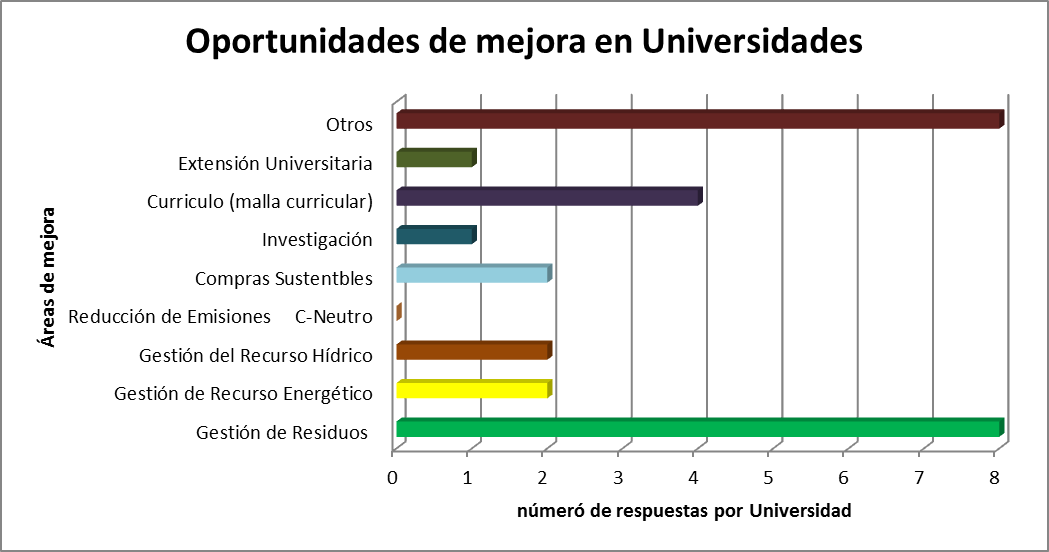 Oportunidades de mejora en Universidades
Áreas de mejora
Otros
Extensión Universitaria
Curriculo (malla curricular)
Investigación
Compras Sustentbles
Reducción de Emisiones C-Neutro
Gestión del Recurso Hídrico
Gestión de Recurso Energético
Gestión de Residuos
0 1 2 3 4 5 6 7 8
númeró de respuestas por Universidad